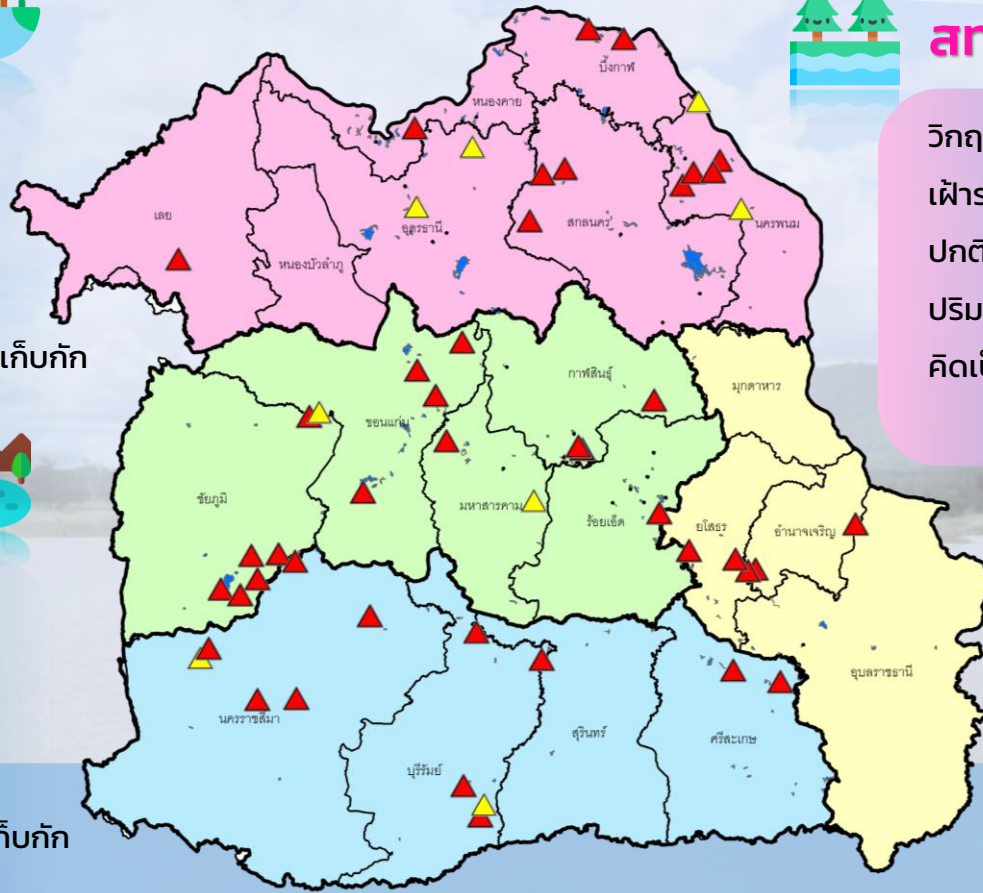 สท
วิกฤ
เฝ้าร
ปกติ
ปริม
คิดเป็
เก็บกัก
เก็บกัก
บึงกาฬ
หนองคาย
เลย
อุดรธานี
สกลนคร
นครพนม
หนองบัวลำภู
กาฬสินธุ์
มุกดาหาร
ขอนแก่น
ชัยภูมิ
มหาสารคาม
ร้อยเอ็ด
ยโสธร
อำนาจเจริญ
อุบลราชธานี
นครราชสีมา
สุรินทร์
ศรีสะเกษ
บุรีรัมย์